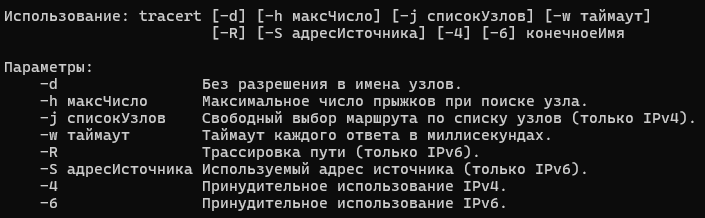 Использование: tracert [-d] [-h максЧисло] [-j списокУзлов] [-w таймаут]
[-R] [-S адресИсточника] [-4] [-6] конечноеИмя
Параметры:
-d Без разрешения в имена узлов.
-h максЧисло Максимальное число прыжков при поиске узла.
-j списокУзлов Свободный выбор маршрута по списку узлов (только IPv4).
-w таймаут Таймаут каждого ответа в миллисекундах.
-R Трассировка пути (только IPv6).
-S адресИсточника Используемый адрес источника (только IPv6).
-4 Принудительное использование IPv4.
-6 Принудительное использование IPv6.